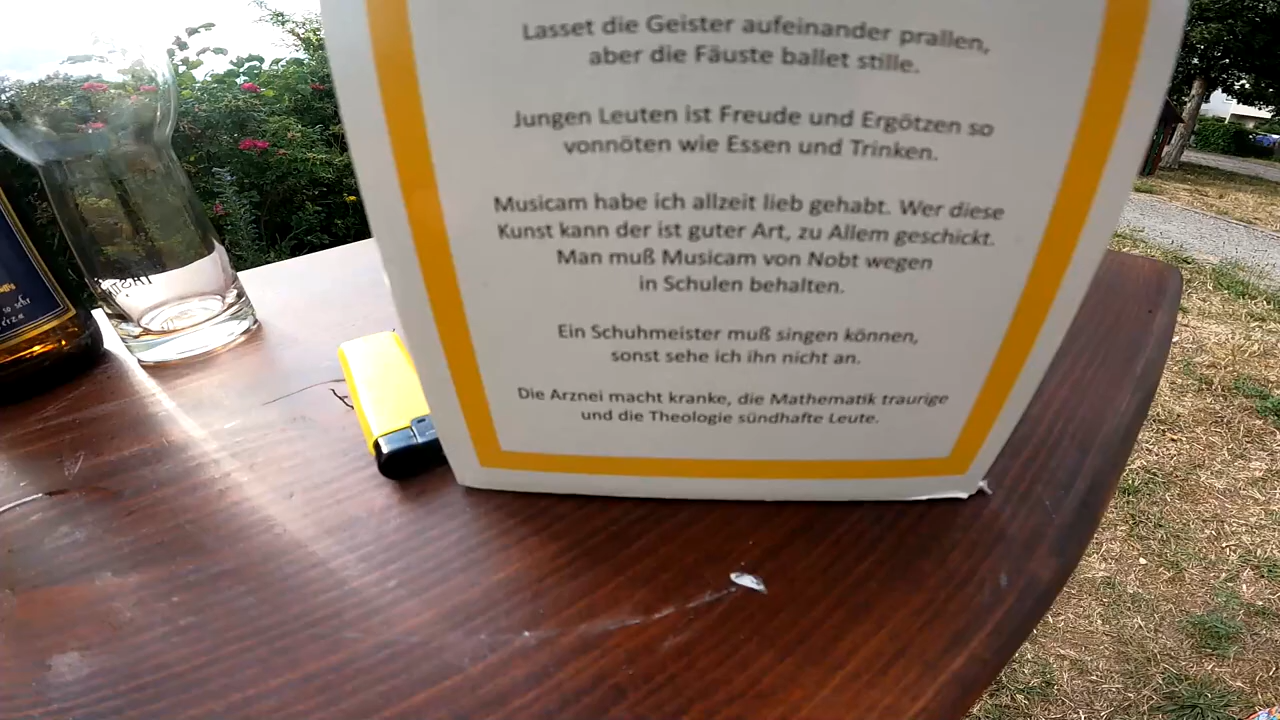 Lasset die Geister aufeinander prallen,
aber die Fäuste ballet stille.
Jungen Leuten ist Freude und Ergötzen so
vonnöten wie Essen und Trinken.
Musicam habe ich allzeit lieb gehabt. Wer diese
Kunst kann der ist guter Art, zu Allem geschickt.
Man muß Musicam von Nobt wegen
in Schulen behalten.
Ein Schuhmeister muß singen können,
sonst sehe ich ihn nicht an.
Die Arznei macht kranke, die Mathematik traurige
und die Theologie sündhafte Leute.